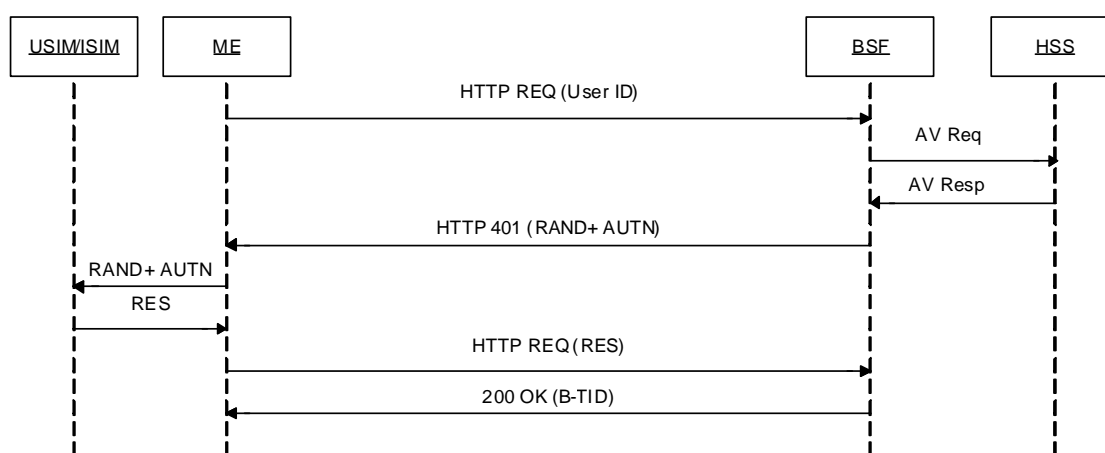 USIM/ISIM
ME
BSF
HSS
HTTP REQ (User ID)
AV Req
AV Resp
HTTP 401 (RAND+ AUTN)
RAND+ AUTN
RES
HTTP REQ (RES)
200 OK (B-TID)